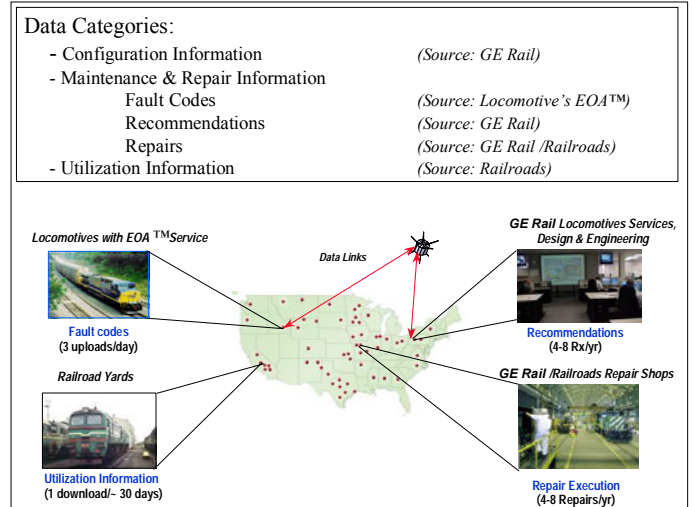 Data Categories:
- Configuration Information (Source: GE Rail)
- Maintenance & Repair Information
Fault Codes (Source: Locomotive's EOA™)
Recommendations (Source: GE Rail)
Repairs (Source: GE Rail /Railroads)
- Utilization Information (Source: Railroads)
Locomotives with EOA ™Service
Data Links
GE Rail Locomotives Services,
Design & Engineering
Fault codes
(3 uploads/day)
Recommendations
(4-8 Rx/yr)
Railroad Yards
GE Rail /Railroads Repair Shops
Utilization Information
(1 download/~ 30 days)
Repair Execution
(4-8 Repairs/yr)